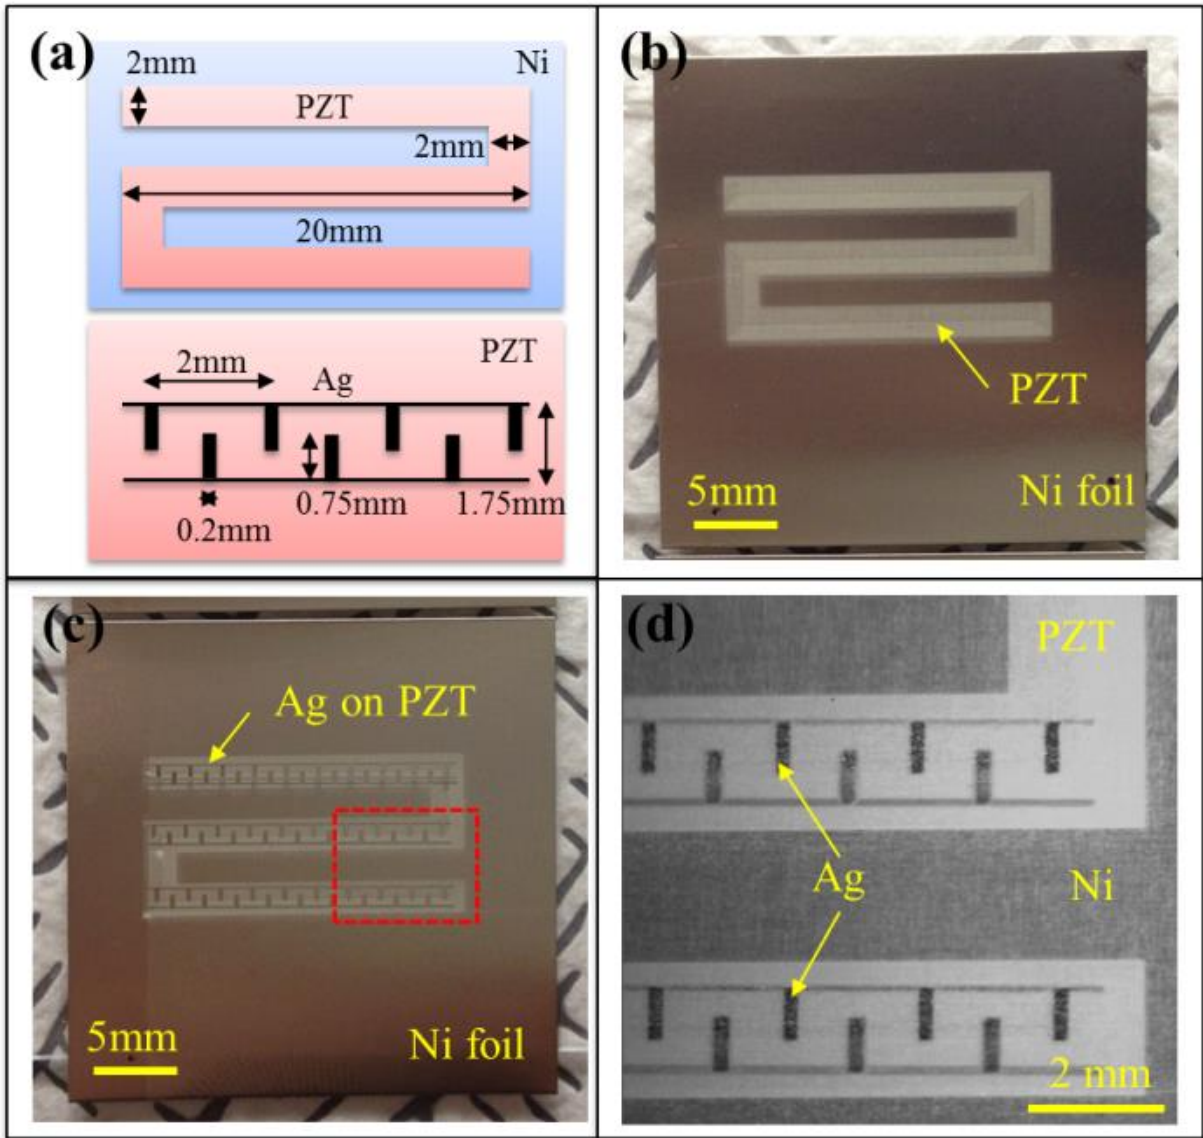 (a)
2mm
Ni
PZT
2mm
20mm
PZT
2mm
Ag
0.2mm
0.75mm
1.75mm
(b)
PZT
5mm
Ni foil
(c)
Ag on PZT
5mm
Ni foil
(d)
PZT
Ag
Ni
2 mm